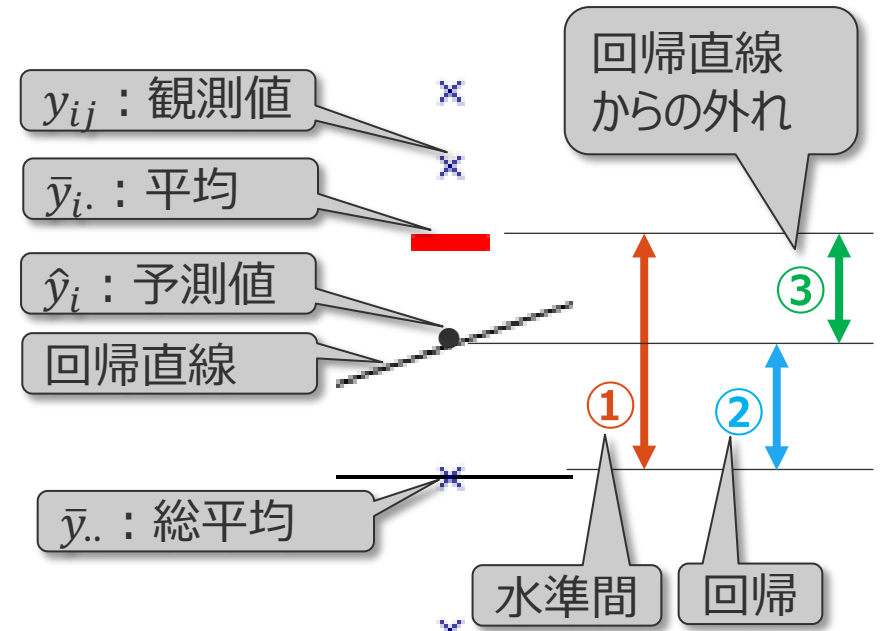 回帰直線
からの外れ
y_{ij}：観測値
ȳ_{i·}：平均
ŷ_i：予測値
回帰直線
ȳ_{··}：総平均
①
②
③
水準間
回帰